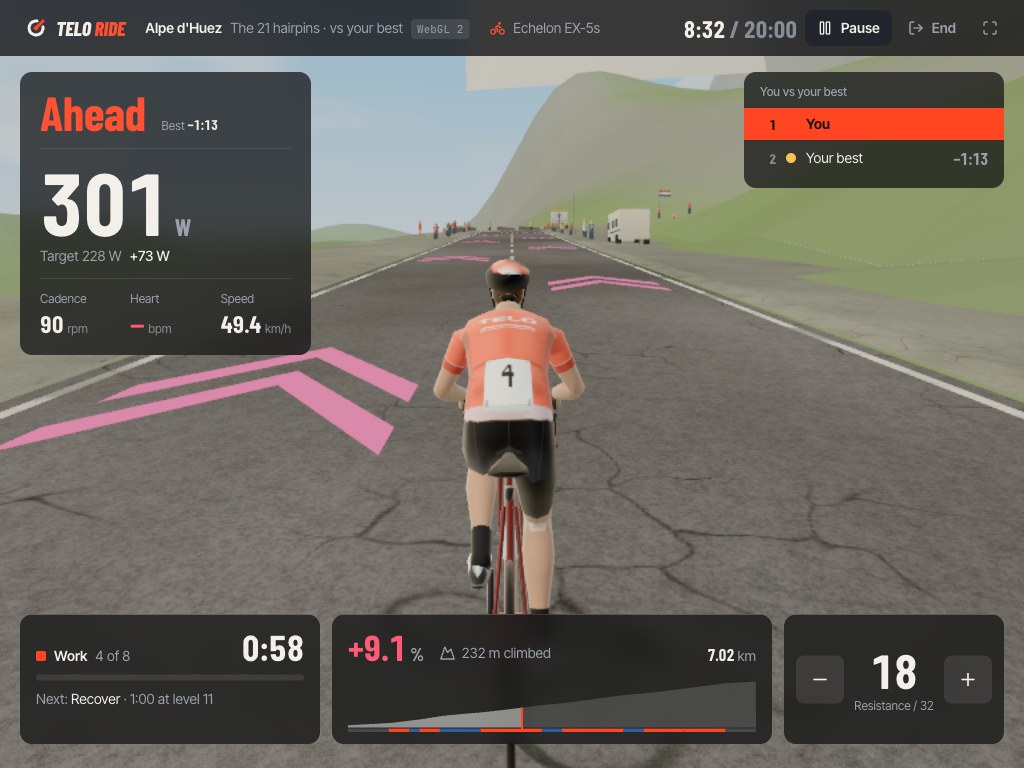 TELO RIDE
Alpe d'Huez The 21 hairpins · vs your best WebGL 2
Echelon EX-5s
8:32 / 20:00
Pause
End
Ahead Best −1:13
301 W
Target 228 W +73 W
Cadence Heart Speed
90 rpm – bpm 49.4 km/h
You vs your best
1 You
2 Your best −1:13
TELO
4
Work 4 of 8 0:58
Next: Recover · 1:00 at level 11
+9.1 % 232 m climbed 7.02 km
− 18 +
Resistance / 32